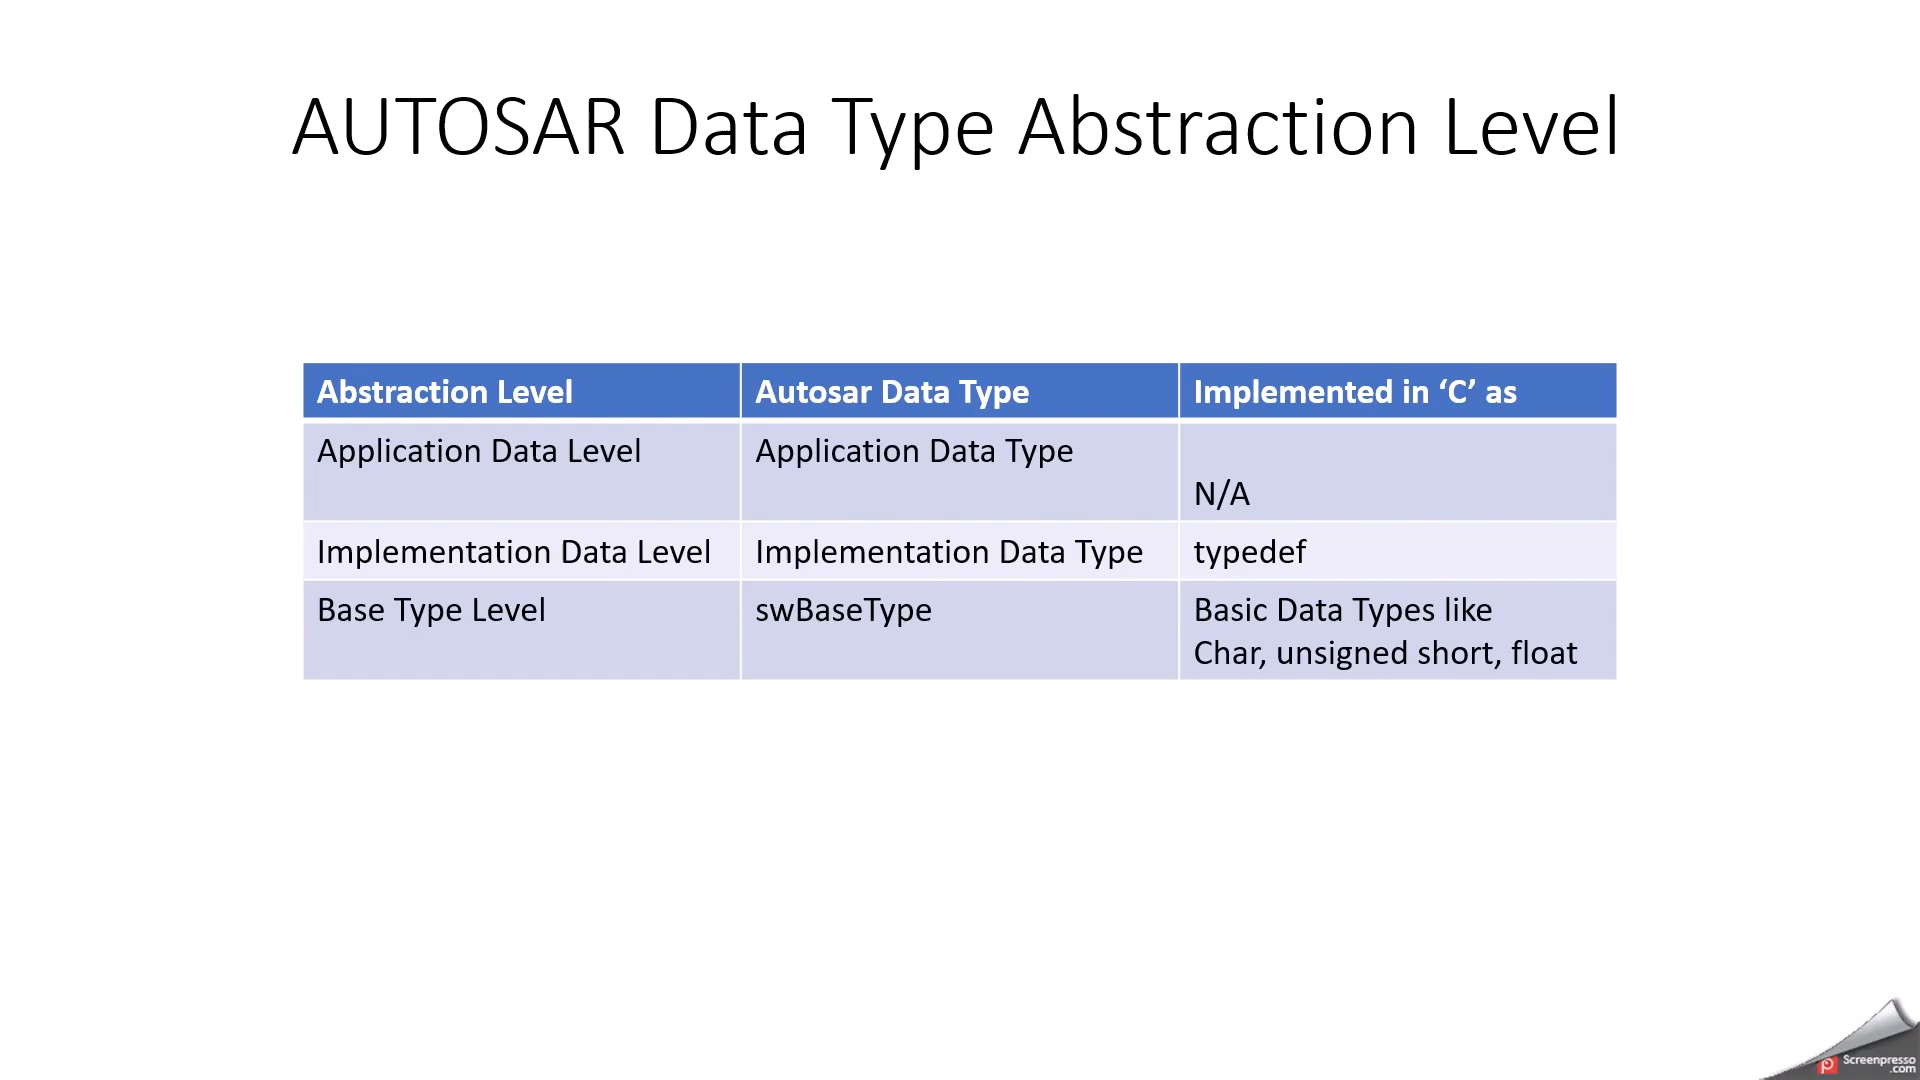 AUTOSAR Data Type Abstraction Level
Abstraction Level
Autosar Data Type
Implemented in ‘C’ as
Application Data Level
Application Data Type
N/A
Implementation Data Level
Implementation Data Type
typedef
Base Type Level
swBaseType
Basic Data Types like
Char, unsigned short, float
Screenpresso
.com